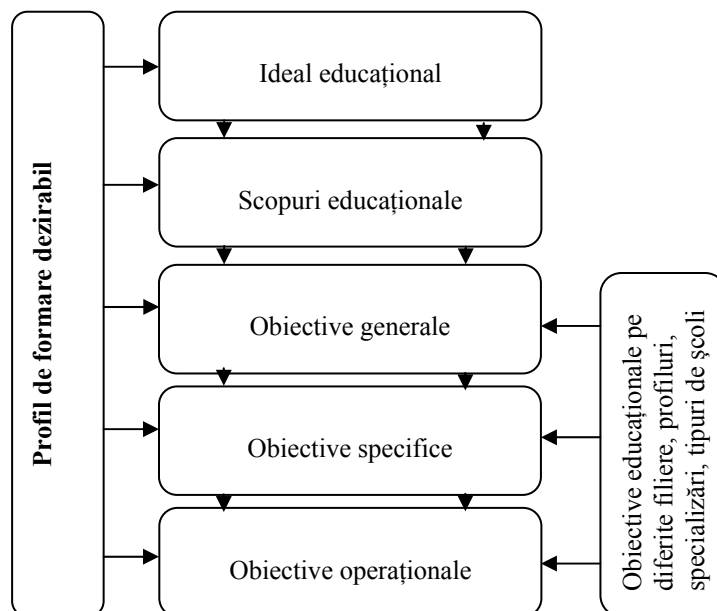 Profil de formare dezirabil
Ideal educațional
Scopuri educaționale
Obiective generale
Obiective specifice
Obiective operaționale
Obiective educaționale pe
diferite filiere, profiluri,
specializări, tipuri de școli